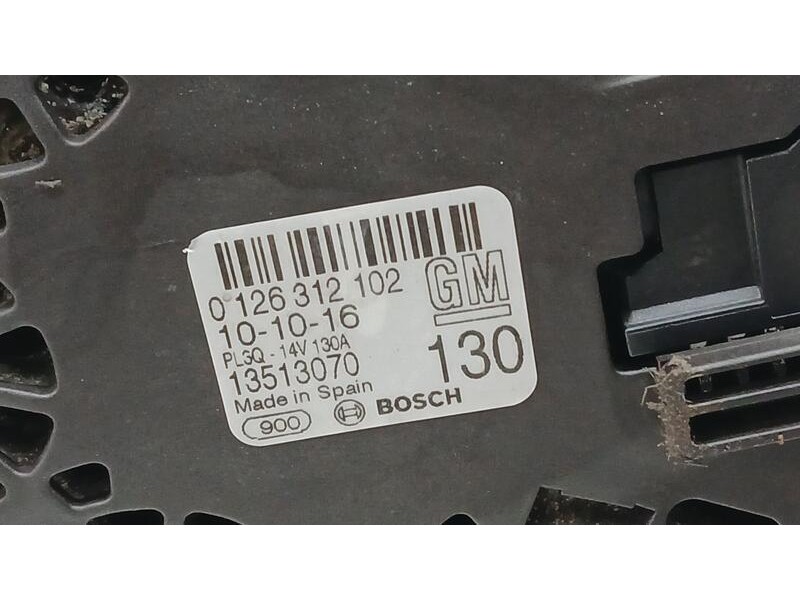 0 126 312 102
GM
10-10-16
PL3Q - 14V 130A
130
13513070
Made in Spain
900
BOSCH